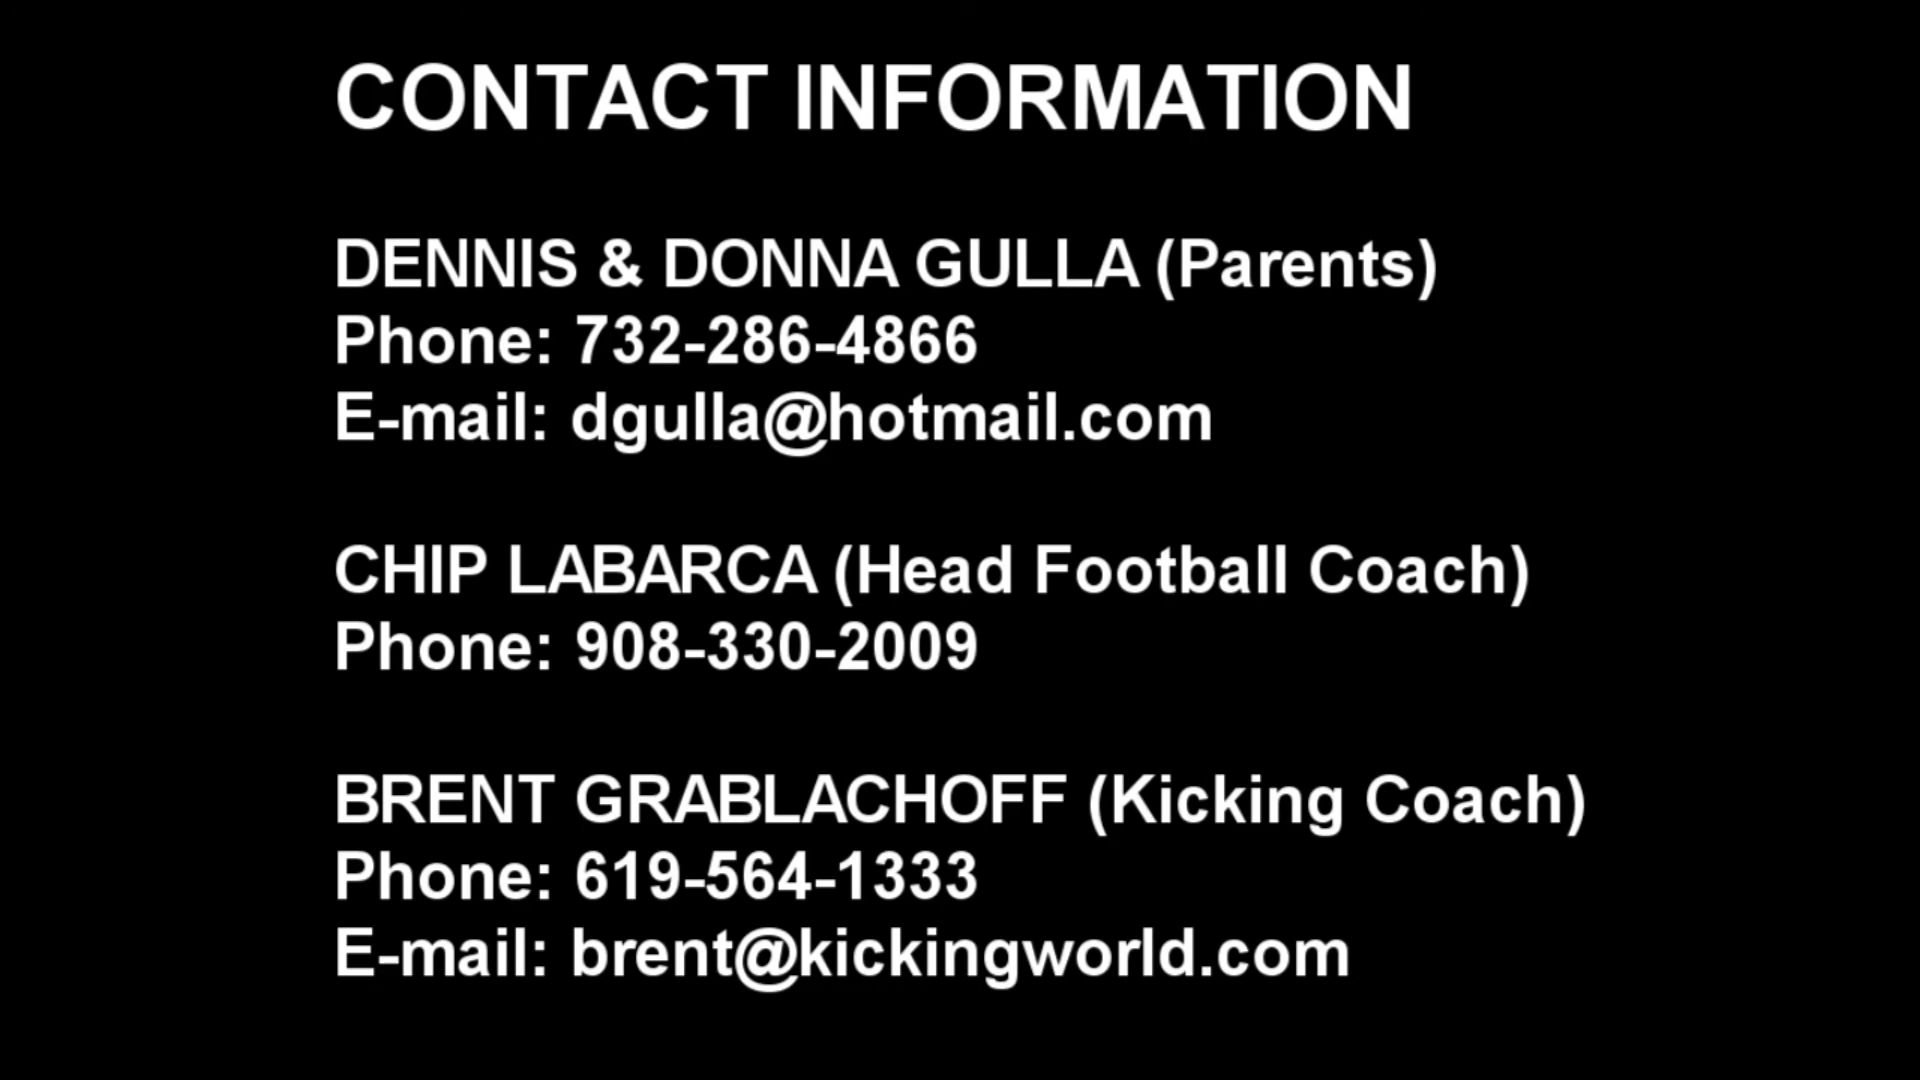 CONTACT INFORMATION
DENNIS & DONNA GULLA (Parents)
Phone: 732-286-4866
E-mail: dgulla@hotmail.com
CHIP LABARCA (Head Football Coach)
Phone: 908-330-2009
BRENT GRABLACHOFF (Kicking Coach)
Phone: 619-564-1333
E-mail: brent@kickingworld.com